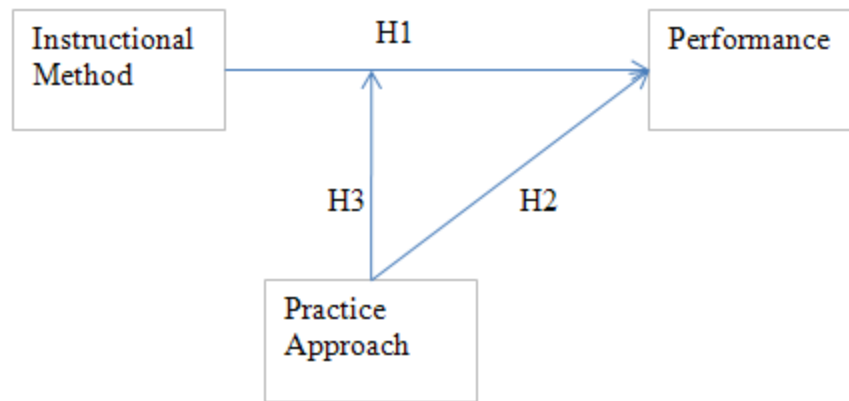 Instructional
Method
H1
Performance
H3
H2
Practice
Approach